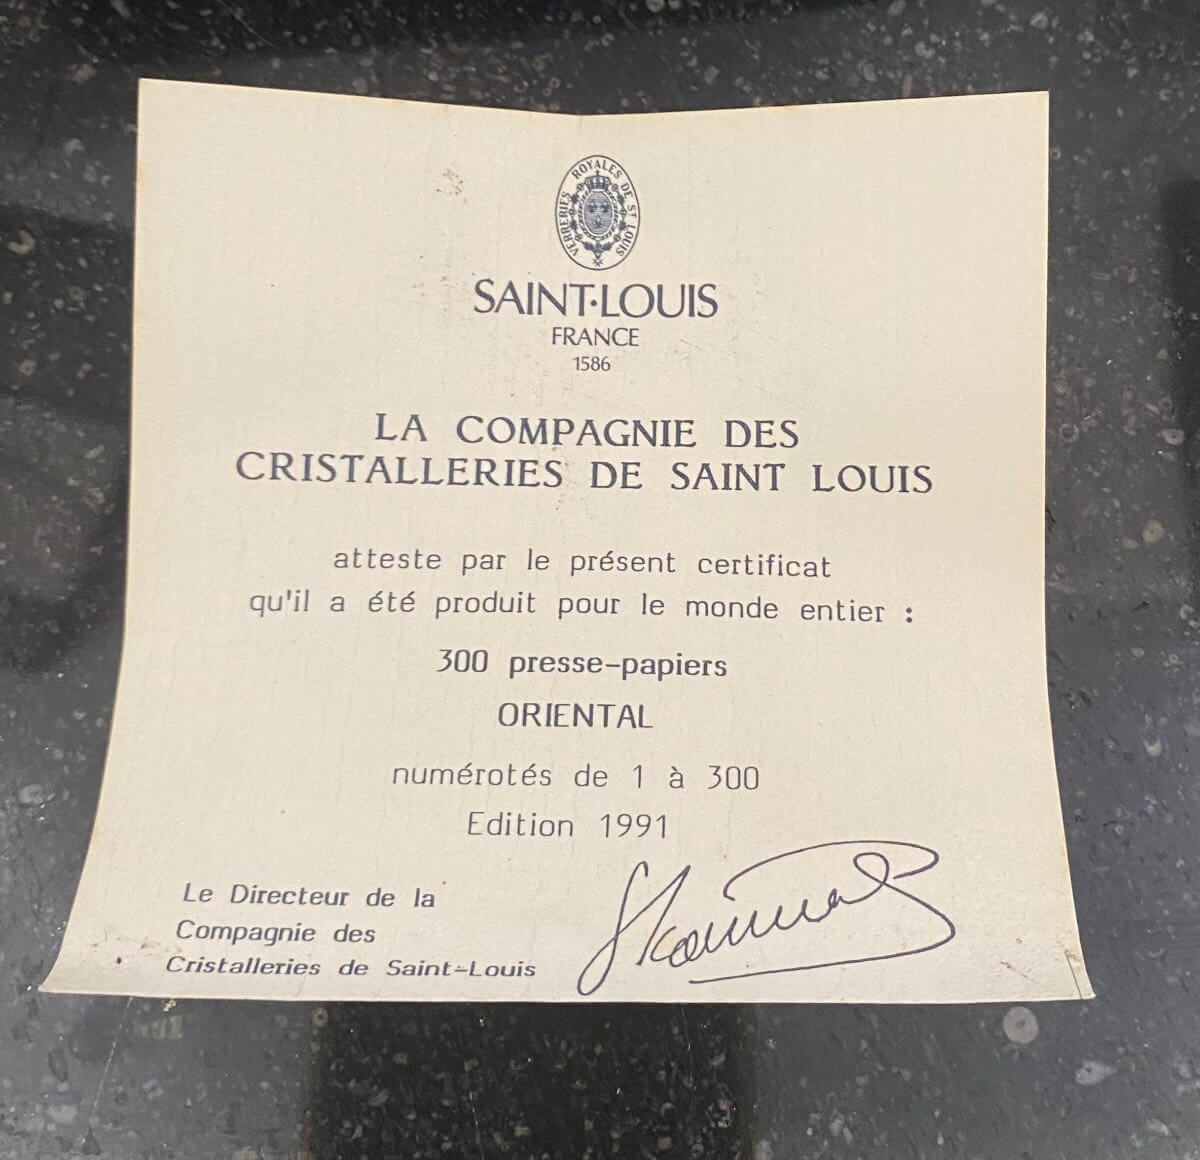 VERRERIES ROYALES DE ST LOUIS
SAINT·LOUIS
FRANCE
1586
LA COMPAGNIE DES
CRISTALLERIES DE SAINT LOUIS
atteste par le présent certificat
qu'il a été produit pour le monde entier :
300 presse-papiers
ORIENTAL
numérotés de 1 à 300
Edition 1991
Le Directeur de la
Compagnie des
Cristalleries de Saint-Louis